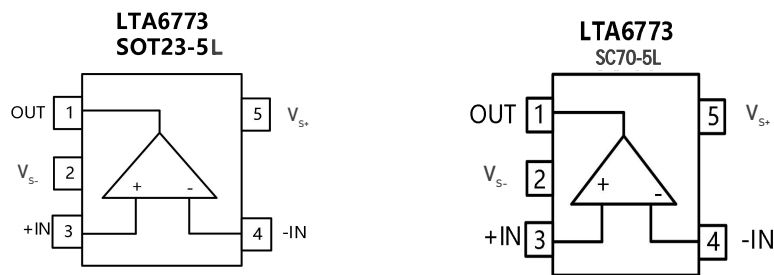 LTA6773
SOT23-5L
OUT 1
5 Vs+
Vs- 2
+ -
+IN 3
4 -IN
LTA6773
SC70-5L
OUT 1
5 Vs+
Vs- 2
+ -
+IN 3
4 -IN